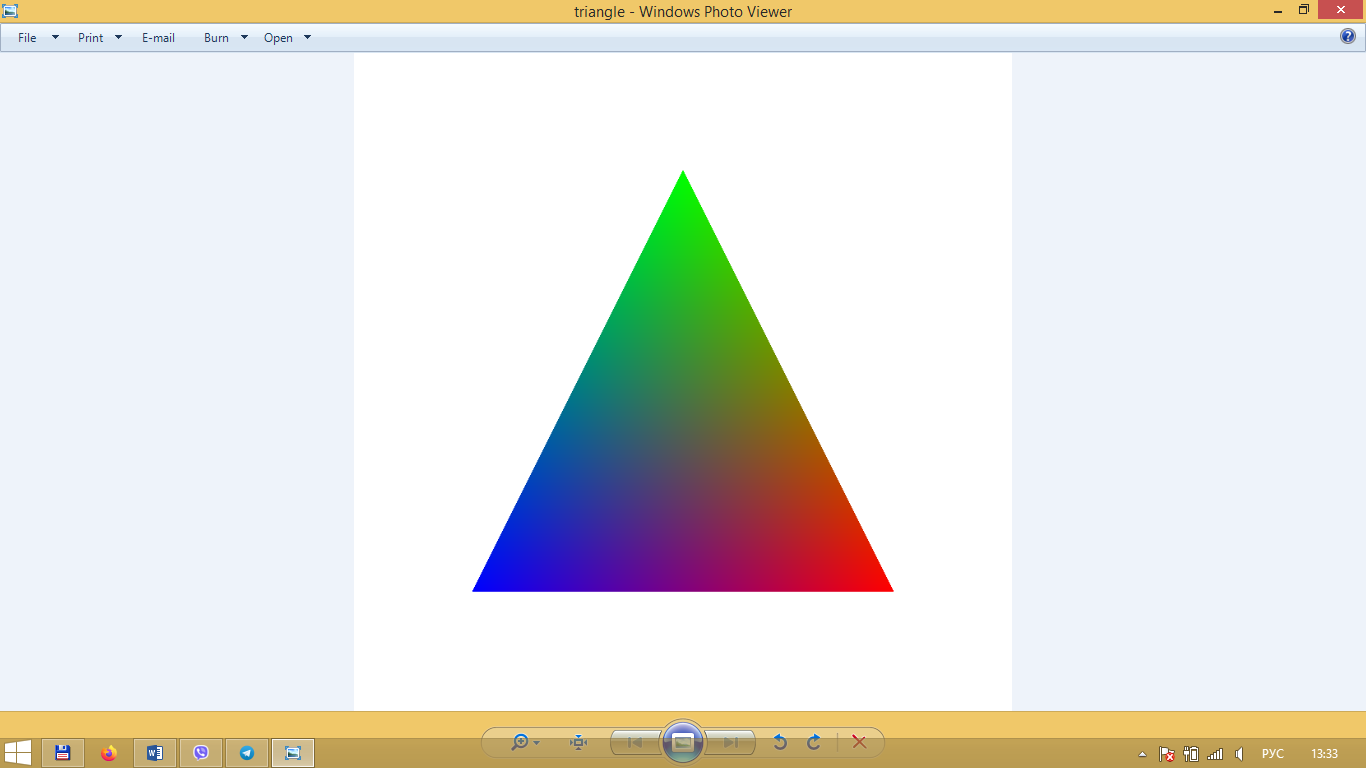 triangle - Windows Photo Viewer
File Print E-mail Burn Open
?
W
РУС 13:33